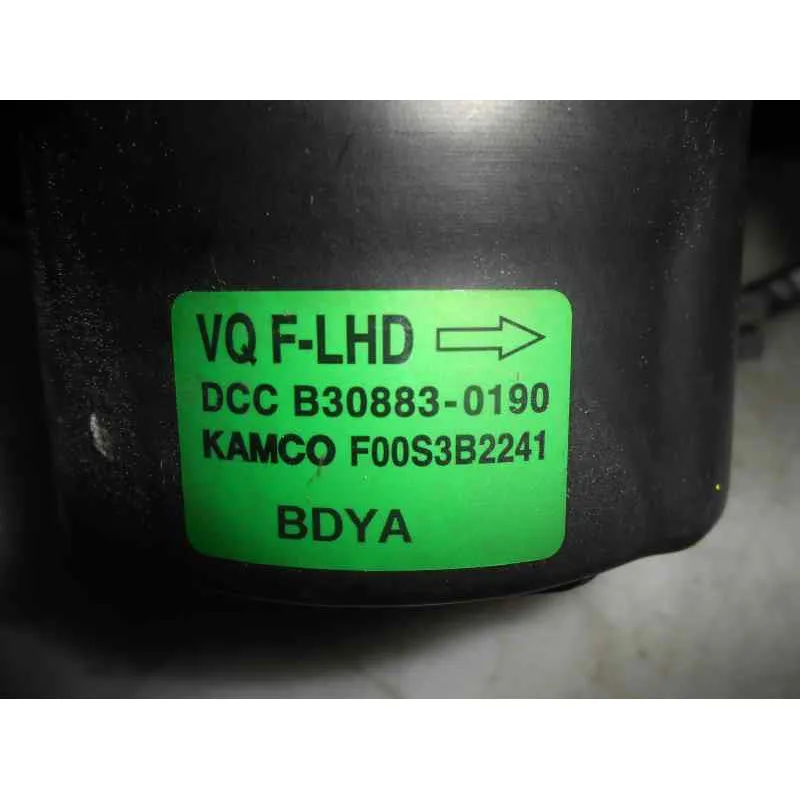 VQ F-LHD
DCC B30883-0190
KAMCO F00S3B2241
BDYA